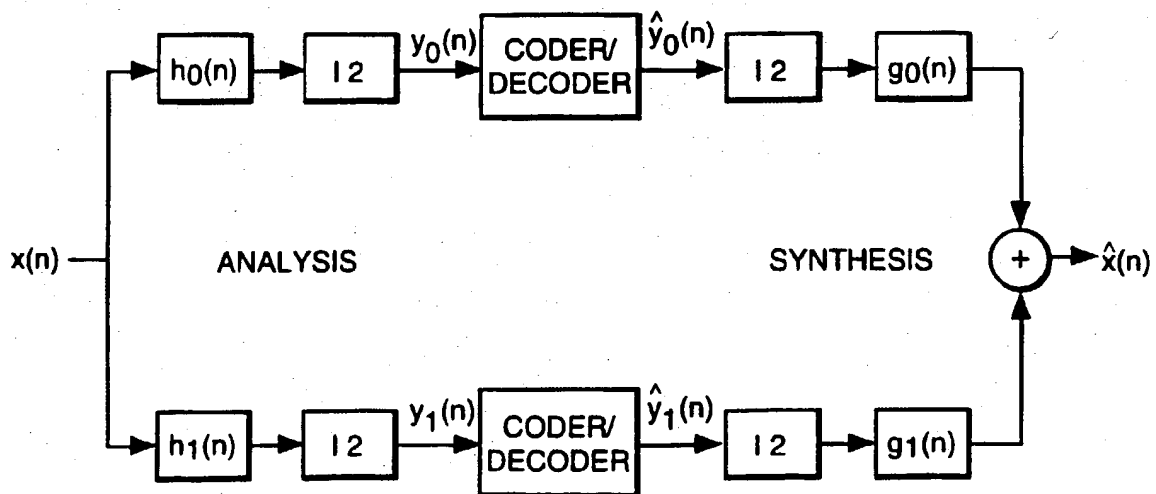 h0(n)
I 2
y0(n)
CODER/
DECODER
ŷ0(n)
I 2
g0(n)
x(n)
ANALYSIS
SYNTHESIS
+
x̂(n)
h1(n)
I 2
y1(n)
CODER/
DECODER
ŷ1(n)
I 2
g1(n)